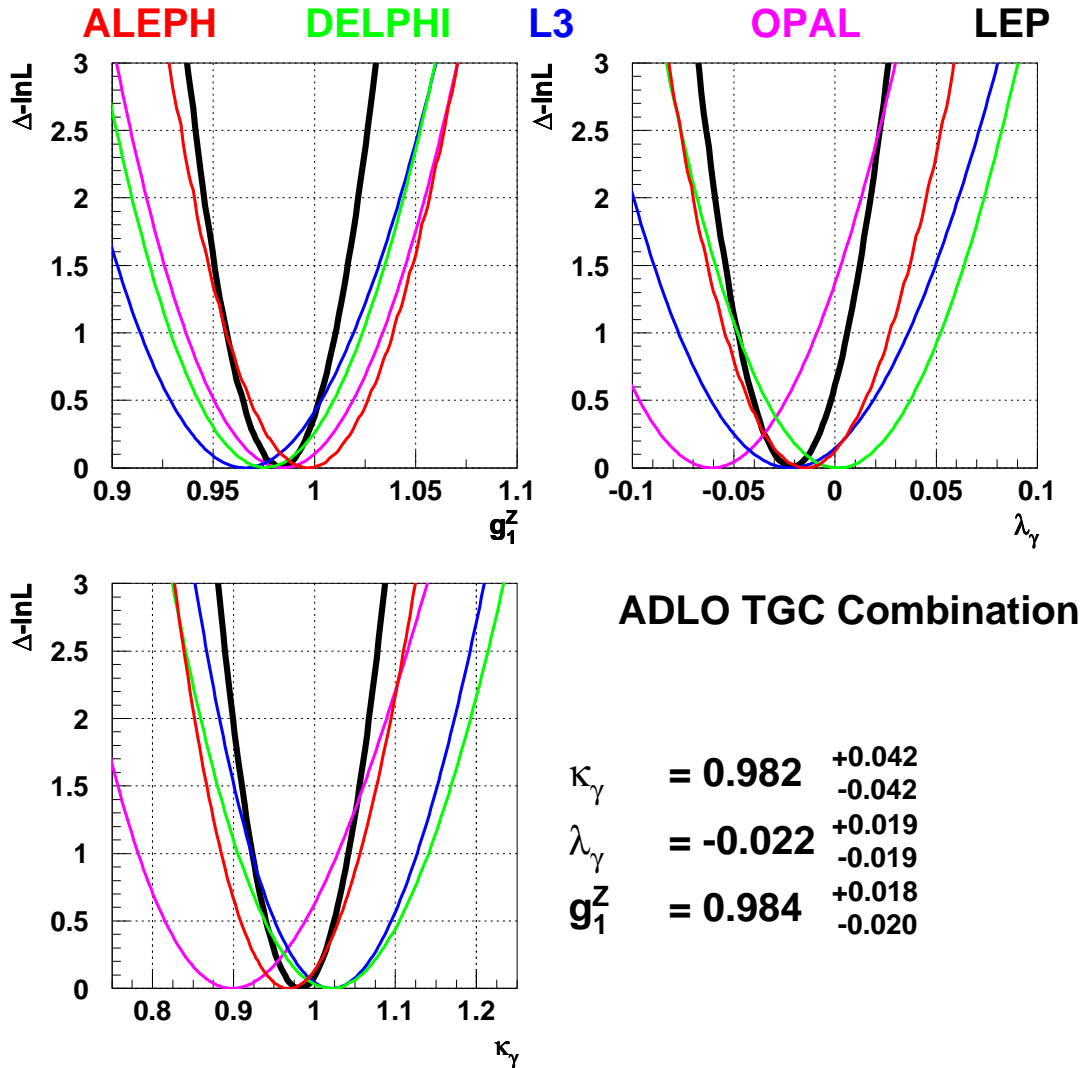 ALEPH DELPHI L3 OPAL LEP
Δ-lnL
3
2.5
2
1.5
1
0.5
0
0.9 0.95 1 1.05 1.1
g₁ᶻ
Δ-lnL
3
2.5
2
1.5
1
0.5
0
-0.1 -0.05 0 0.05 0.1
λᵧ
Δ-lnL
3
2.5
2
1.5
1
0.5
0
0.8 0.9 1 1.1 1.2
κᵧ
ADLO TGC Combination
κᵧ = 0.982 +0.042 -0.042
λᵧ = -0.022 +0.019 -0.019
g₁ᶻ = 0.984 +0.018 -0.020